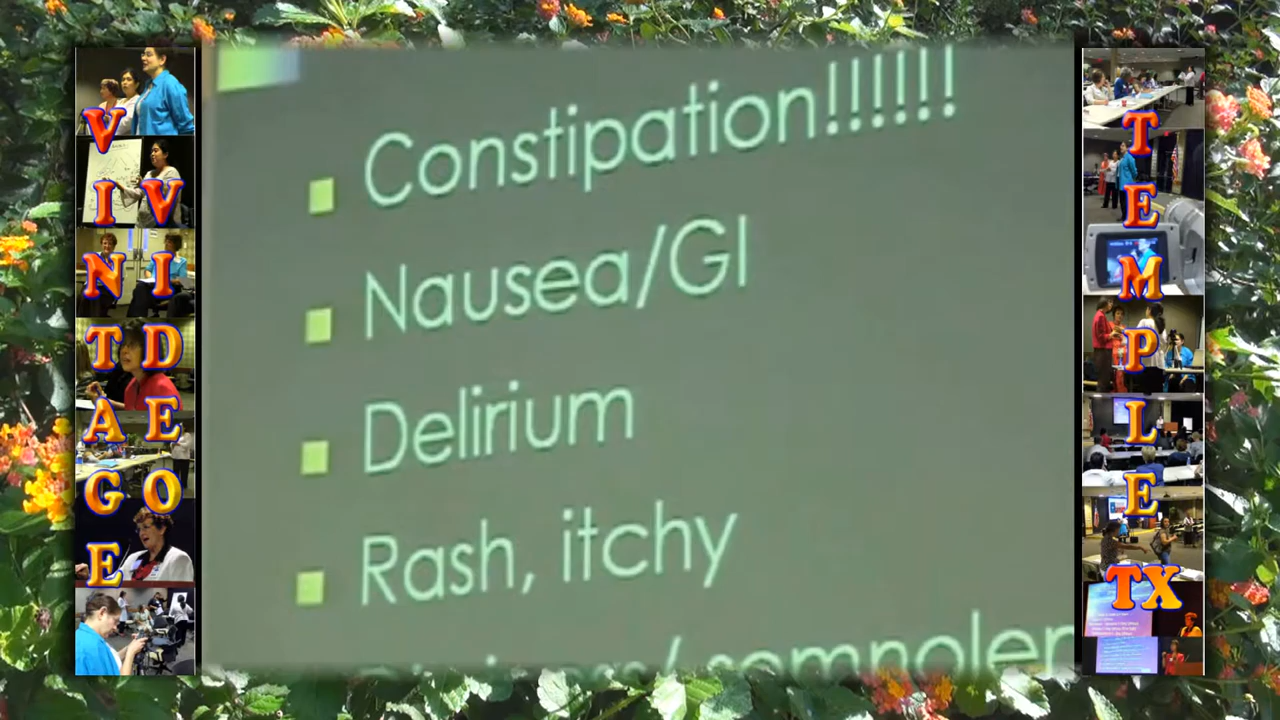 Constipation!!!!!!
Nausea/GI
Delirium
Rash, itchy
VINTAGE
VIDEO
TEMPLE
TX